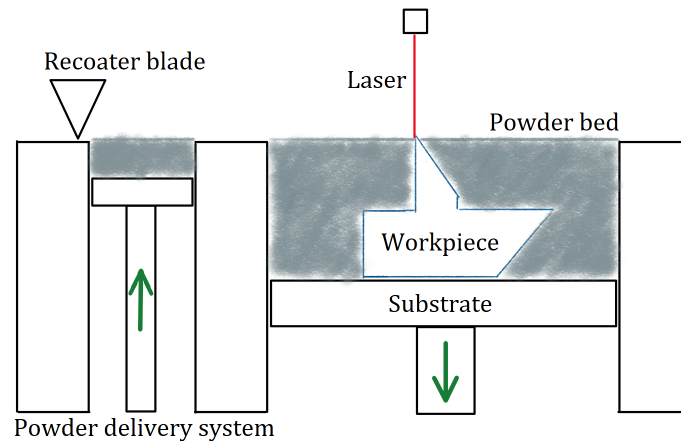 Recoater blade
Laser
Powder bed
Workpiece
Substrate
Powder delivery system